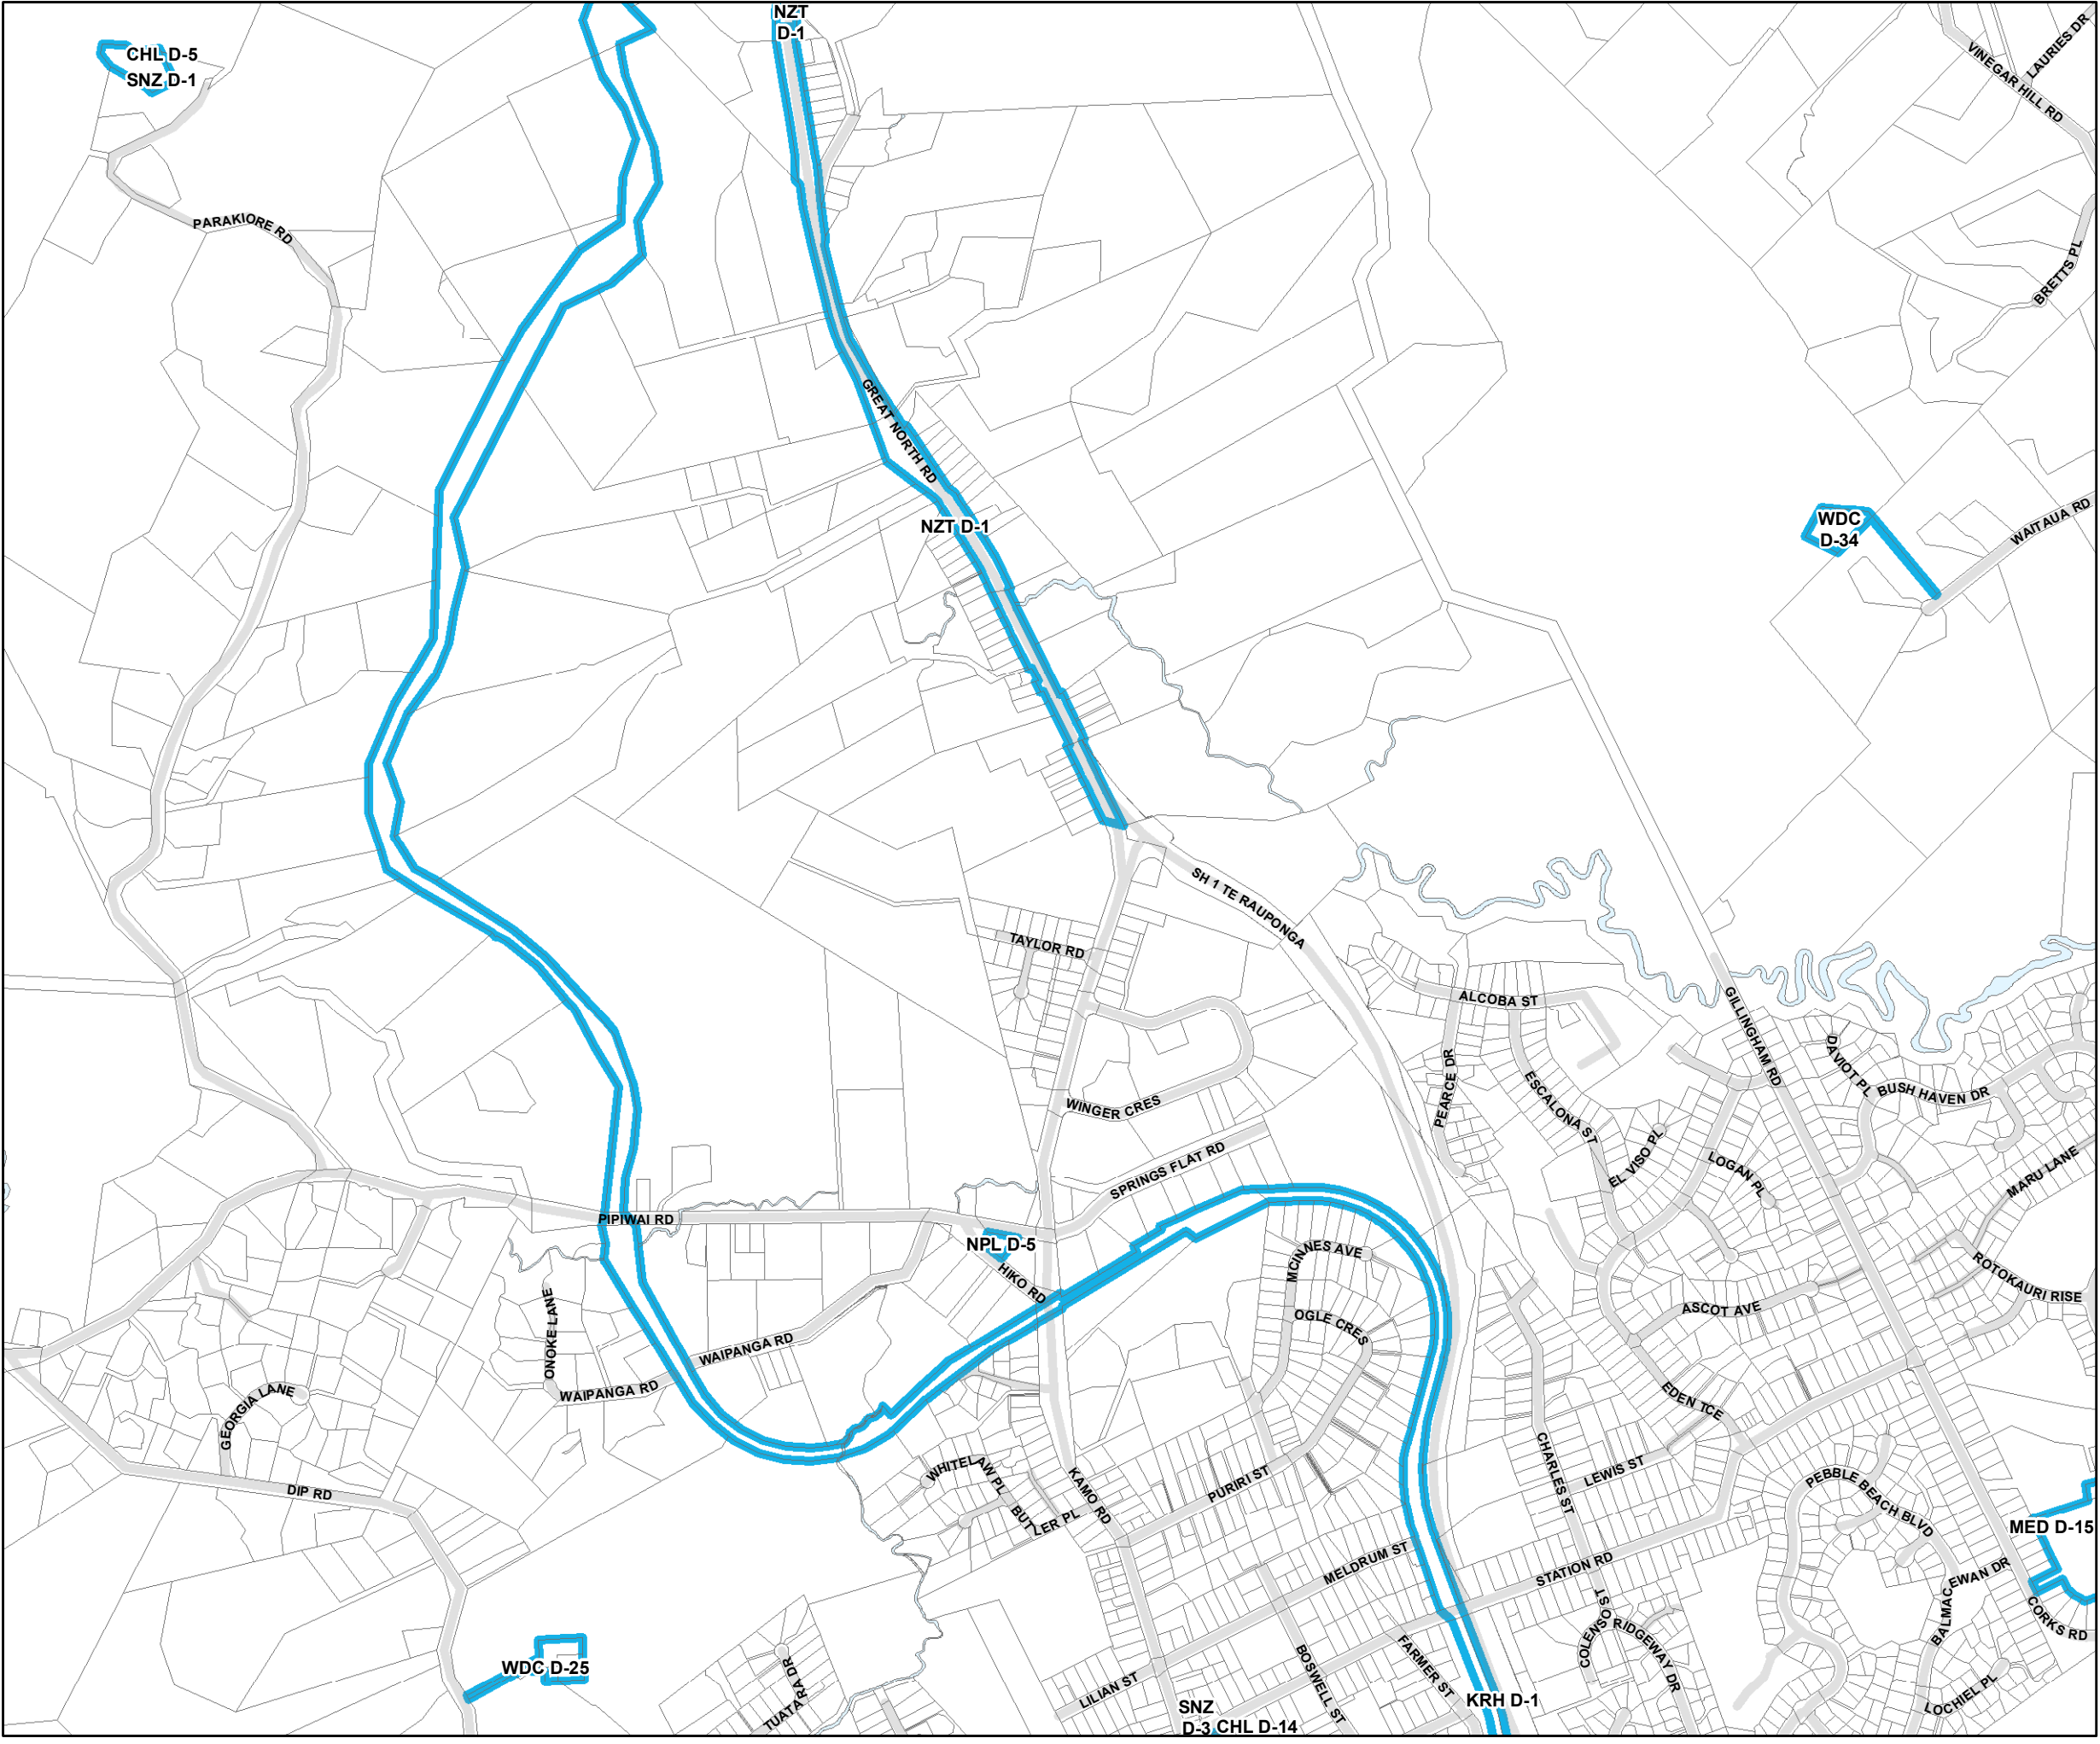 NZT
D-1
CHL D-5
SNZ D-1
VINEGAR HILL RD
LAURIES DR
PARAKIORE RD
BRETTS PL
GREAT NORTH RD
NZT D-1
WDC
D-34
WAITAUA RD
SH 1 TE RAUPONGA
TAYLOR RD
ALCOBA ST
GILLINGHAM RD
DAVIOT PL
BUSH HAVEN DR
PEARCE DR
ESCALONA ST
WINGER CRES
EL VISO PL
LOGAN PL
MARU LANE
SPRINGS FLAT RD
PIPIWAI RD
NPL D-5
HIKO RD
MCINNES AVE
ROTOKAURI RISE
ONOKE LANE
OGLE CRES
ASCOT AVE
WAIPANGA RD
WAIPANGA RD
GEORGIA LANE
EDEN TCE
CHARLES ST
LEWIS ST
PEBBLE BEACH BLVD
DIP RD
WHITELAW PL
BUTLER PL
KAMO RD
PURIRI ST
MED D-15
MELDRUM ST
STATION RD
BALMACEWAN DR
CORKS RD
COLENSO ST
RIDGEWAY DR
WDC D-25
TUATARA DR
LILIAN ST
BOSWELL ST
FARMER ST
KRH D-1
LOCHIEL PL
SNZ
D-3 CHL D-14